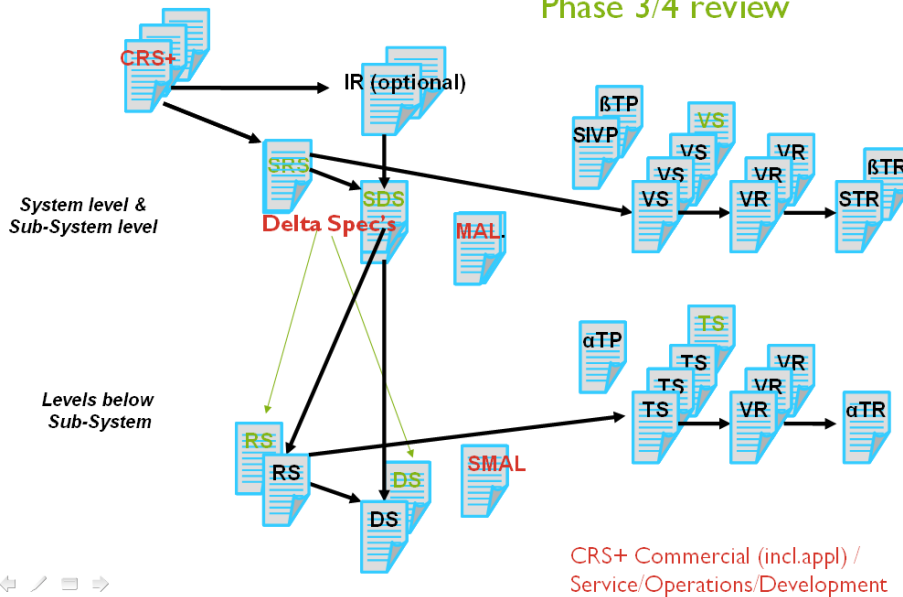 Phase 3/4 review
CRS+
IR (optional)
ßTP
SIVP
VS
VS
VS
VS
VR
VR
VR
ßTR
STR
SRS
SDS
System level &
Sub-System level
Delta Spec's
MAL.
αTP
TS
TS
TS
TS
VR
VR
VR
αTR
Levels below
Sub-System
RS
RS
SMAL
DS
DS
CRS+ Commercial (incl.appl) /
Service/Operations/Development